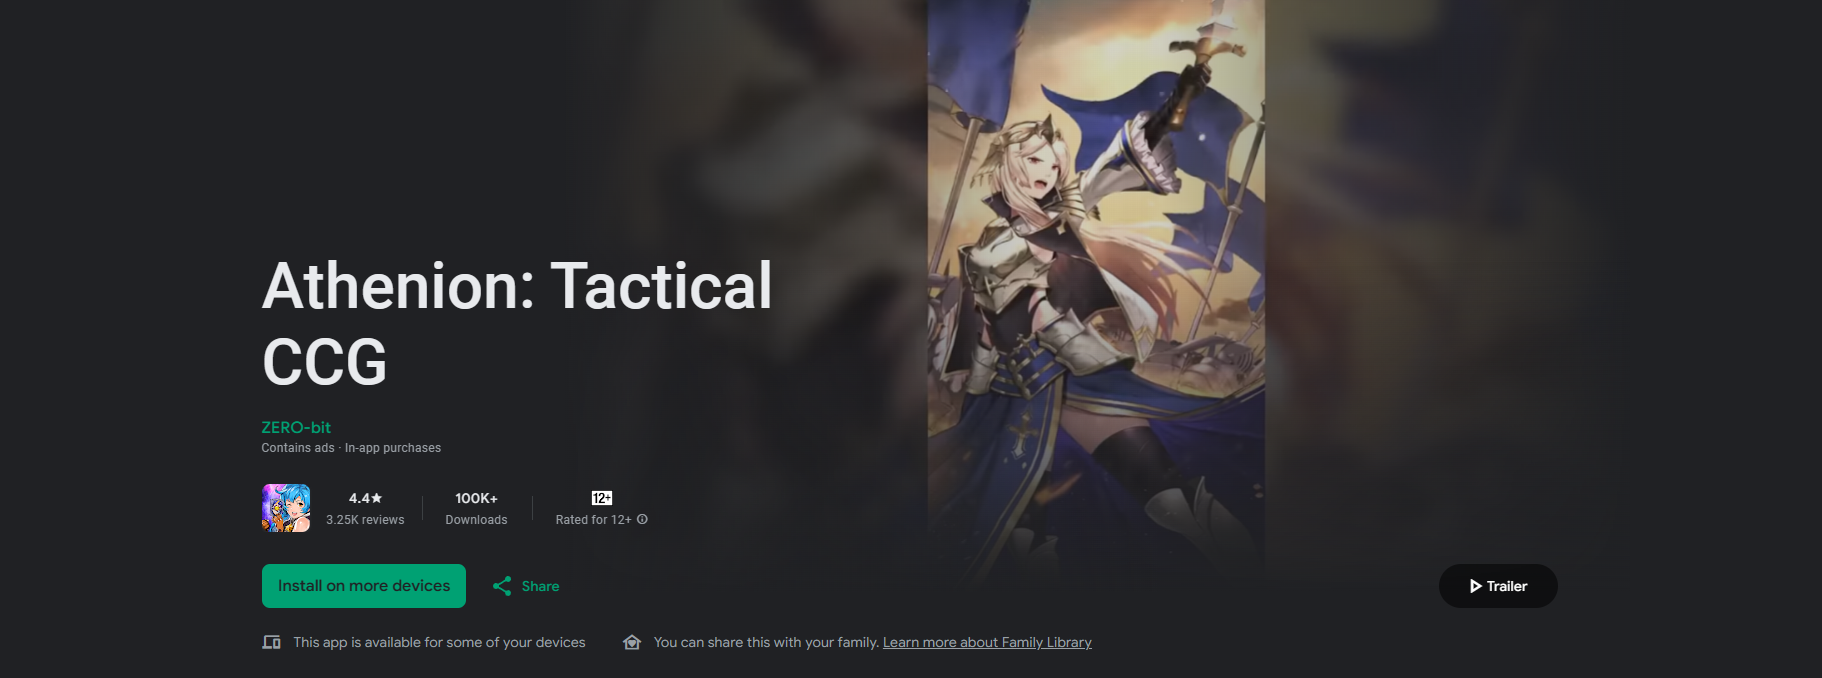 Athenion: Tactical
CCG
ZERO-bit
Contains ads · In-app purchases
4.4★
3.25K reviews
100K+
Downloads
12+
Rated for 12+
Install on more devices
Share
Trailer
This app is available for some of your devices
You can share this with your family. Learn more about Family Library